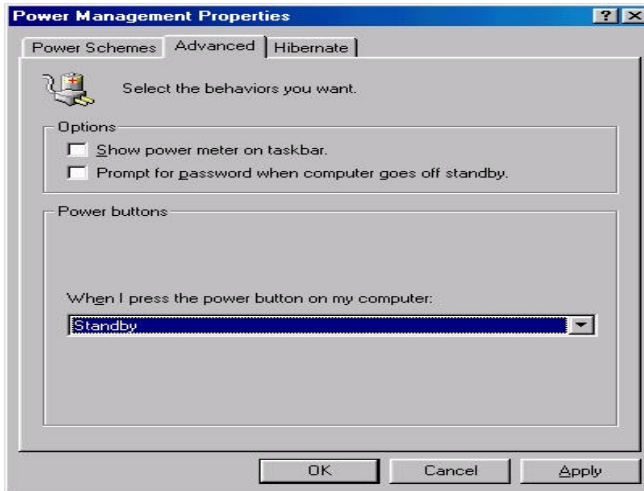 Power Management Properties
Power Schemes Advanced Hibernate
Select the behaviors you want.
Options
Show power meter on taskbar.
Prompt for password when computer goes off standby.
Power buttons
When I press the power button on my computer:
Standby
OK Cancel Apply